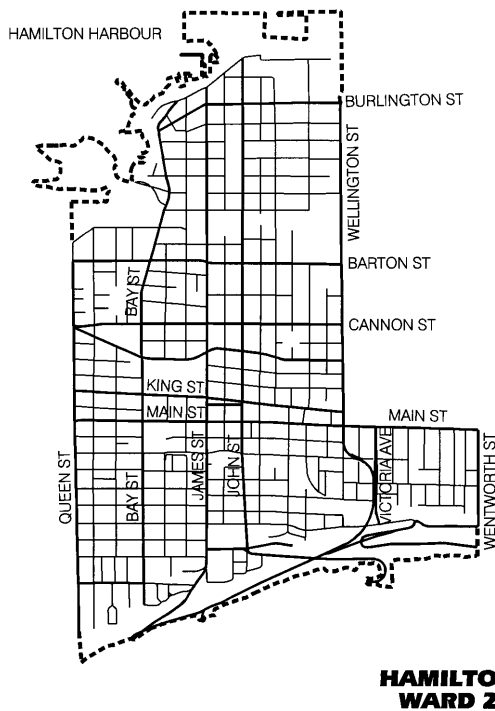 HAMILTON HARBOUR
BURLINGTON ST
WELLINGTON ST
BARTON ST
BAY ST
CANNON ST
KING ST
MAIN ST
MAIN ST
QUEEN ST
BAY ST
JAMES ST
JOHN ST
VICTORIA AVE
WENTWORTH ST
HAMILTO
WARD 2